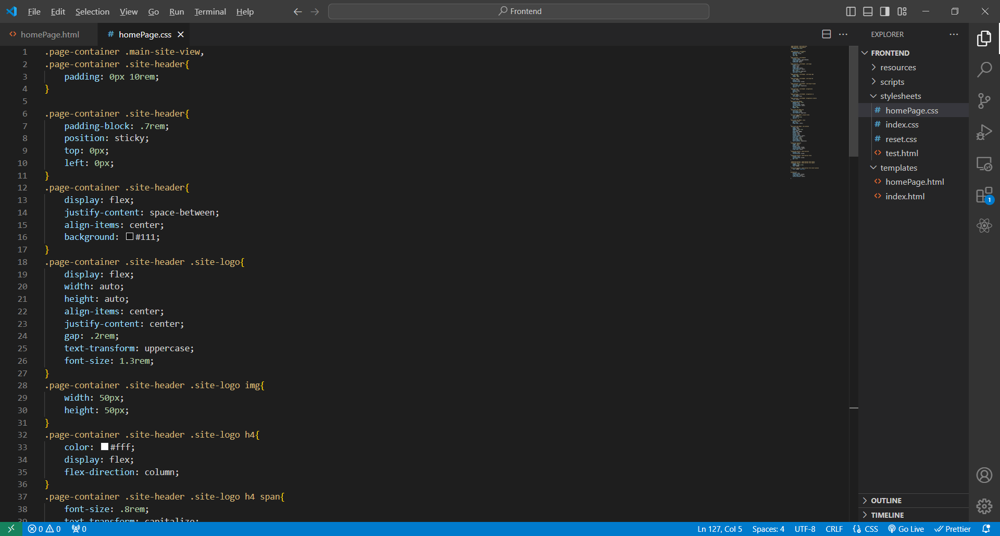 File Edit Selection View Go Run Terminal Help
Frontend
homePage.html
# homePage.css
EXPLORER
1 .page-container .main-site-view,
2 .page-container .site-header{
3 padding: 0px 10rem;
4 }
5
6 .page-container .site-header{
7 padding-block: .7rem;
8 position: sticky;
9 top: 0px;
10 left: 0px;
11 }
12 .page-container .site-header{
13 display: flex;
14 justify-content: space-between;
15 align-items: center;
16 background: #111;
17 }
18 .page-container .site-header .site-logo{
19 display: flex;
20 width: auto;
21 height: auto;
22 align-items: center;
23 justify-content: center;
24 gap: .2rem;
25 text-transform: uppercase;
26 font-size: 1.3rem;
27 }
28 .page-container .site-header .site-logo img{
29 width: 50px;
30 height: 50px;
31 }
32 .page-container .site-header .site-logo h4{
33 color: #fff;
34 display: flex;
35 flex-direction: column;
36 }
37 .page-container .site-header .site-logo h4 span{
38 font-size: .8rem;
39 text-transform: capitalize;
FRONTEND
resources
scripts
stylesheets
# homePage.css
# index.css
# reset.css
test.html
templates
homePage.html
index.html
1
OUTLINE
TIMELINE
0 0 0
Ln 127, Col 5 Spaces: 4 UTF-8 CRLF CSS Go Live Prettier